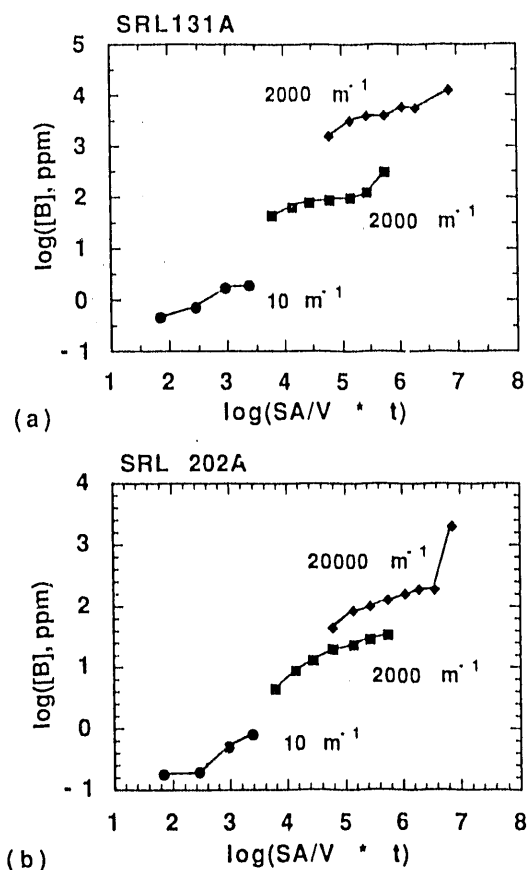 SRL131A
5
4
3
2
1
0
-1
log([B], ppm)
2000 m⁻¹
2000 m⁻¹
10 m⁻¹
1 2 3 4 5 6 7 8
log(SA/V * t)
(a)
SRL 202A
4
3
2
1
0
-1
log([B], ppm)
20000 m⁻¹
2000 m⁻¹
10 m⁻¹
1 2 3 4 5 6 7 8
log(SA/V * t)
(b)